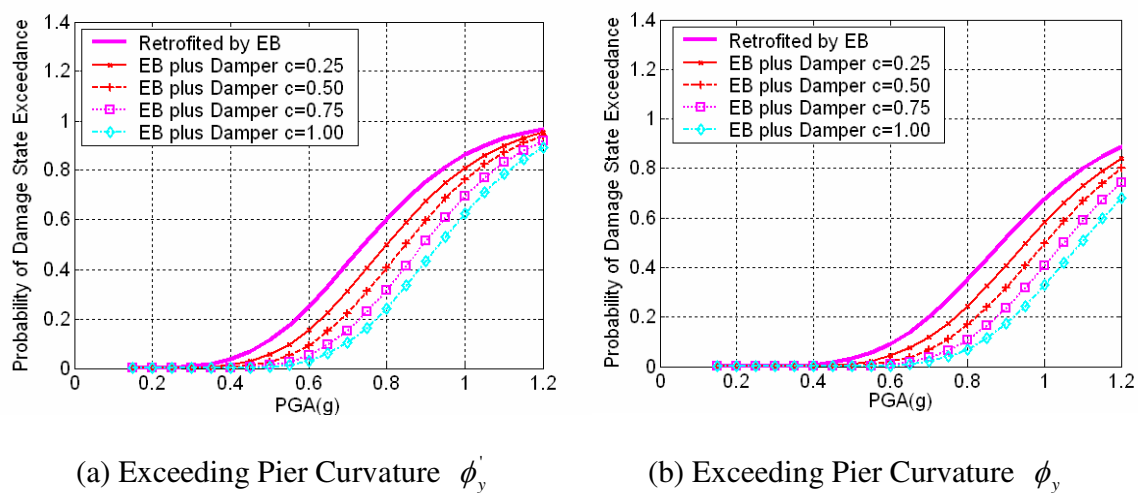 1.4
1.2
1
0.8
0.6
0.4
0.2
0
Probability of Damage State Exceedance
Retrofited by EB
EB plus Damper c=0.25
EB plus Damper c=0.50
EB plus Damper c=0.75
EB plus Damper c=1.00
0 0.2 0.4 0.6 0.8 1 1.2
PGA(g)
(a) Exceeding Pier Curvature ϕ'y
1.4
1.2
1
0.8
0.6
0.4
0.2
0
Probability of Damage State Exceedance
Retrofited by EB
EB plus Damper c=0.25
EB plus Damper c=0.50
EB plus Damper c=0.75
EB plus Damper c=1.00
0 0.2 0.4 0.6 0.8 1 1.2
PGA(g)
(b) Exceeding Pier Curvature ϕy